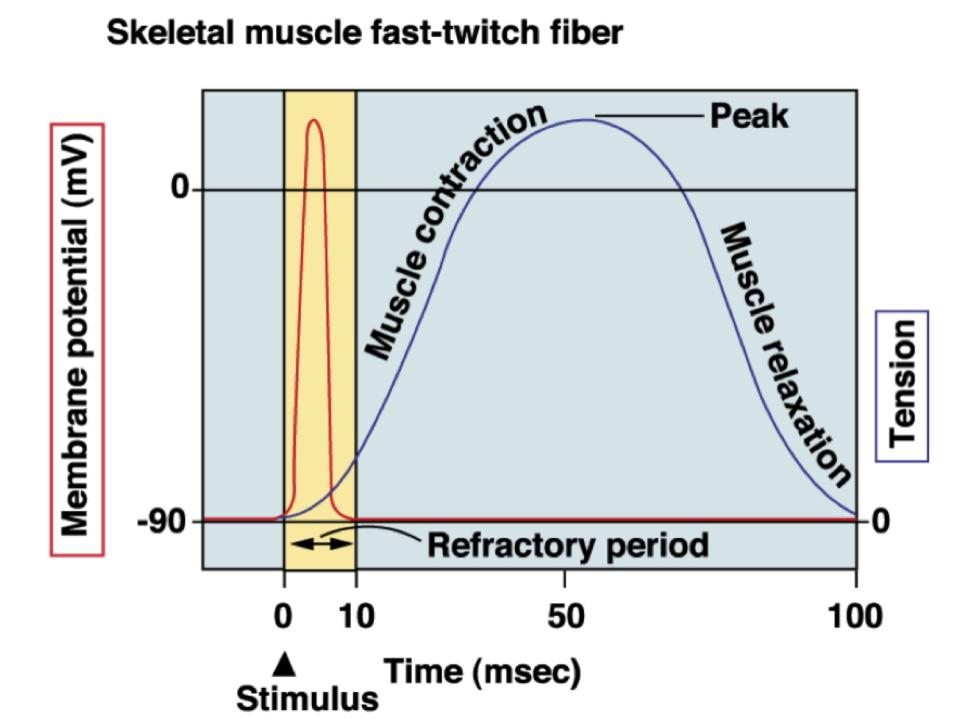 Skeletal muscle fast-twitch fiber
Membrane potential (mV)
0
-90
Muscle contraction
Peak
Muscle relaxation
Tension
0
Refractory period
0 10 50 100
Time (msec)
Stimulus